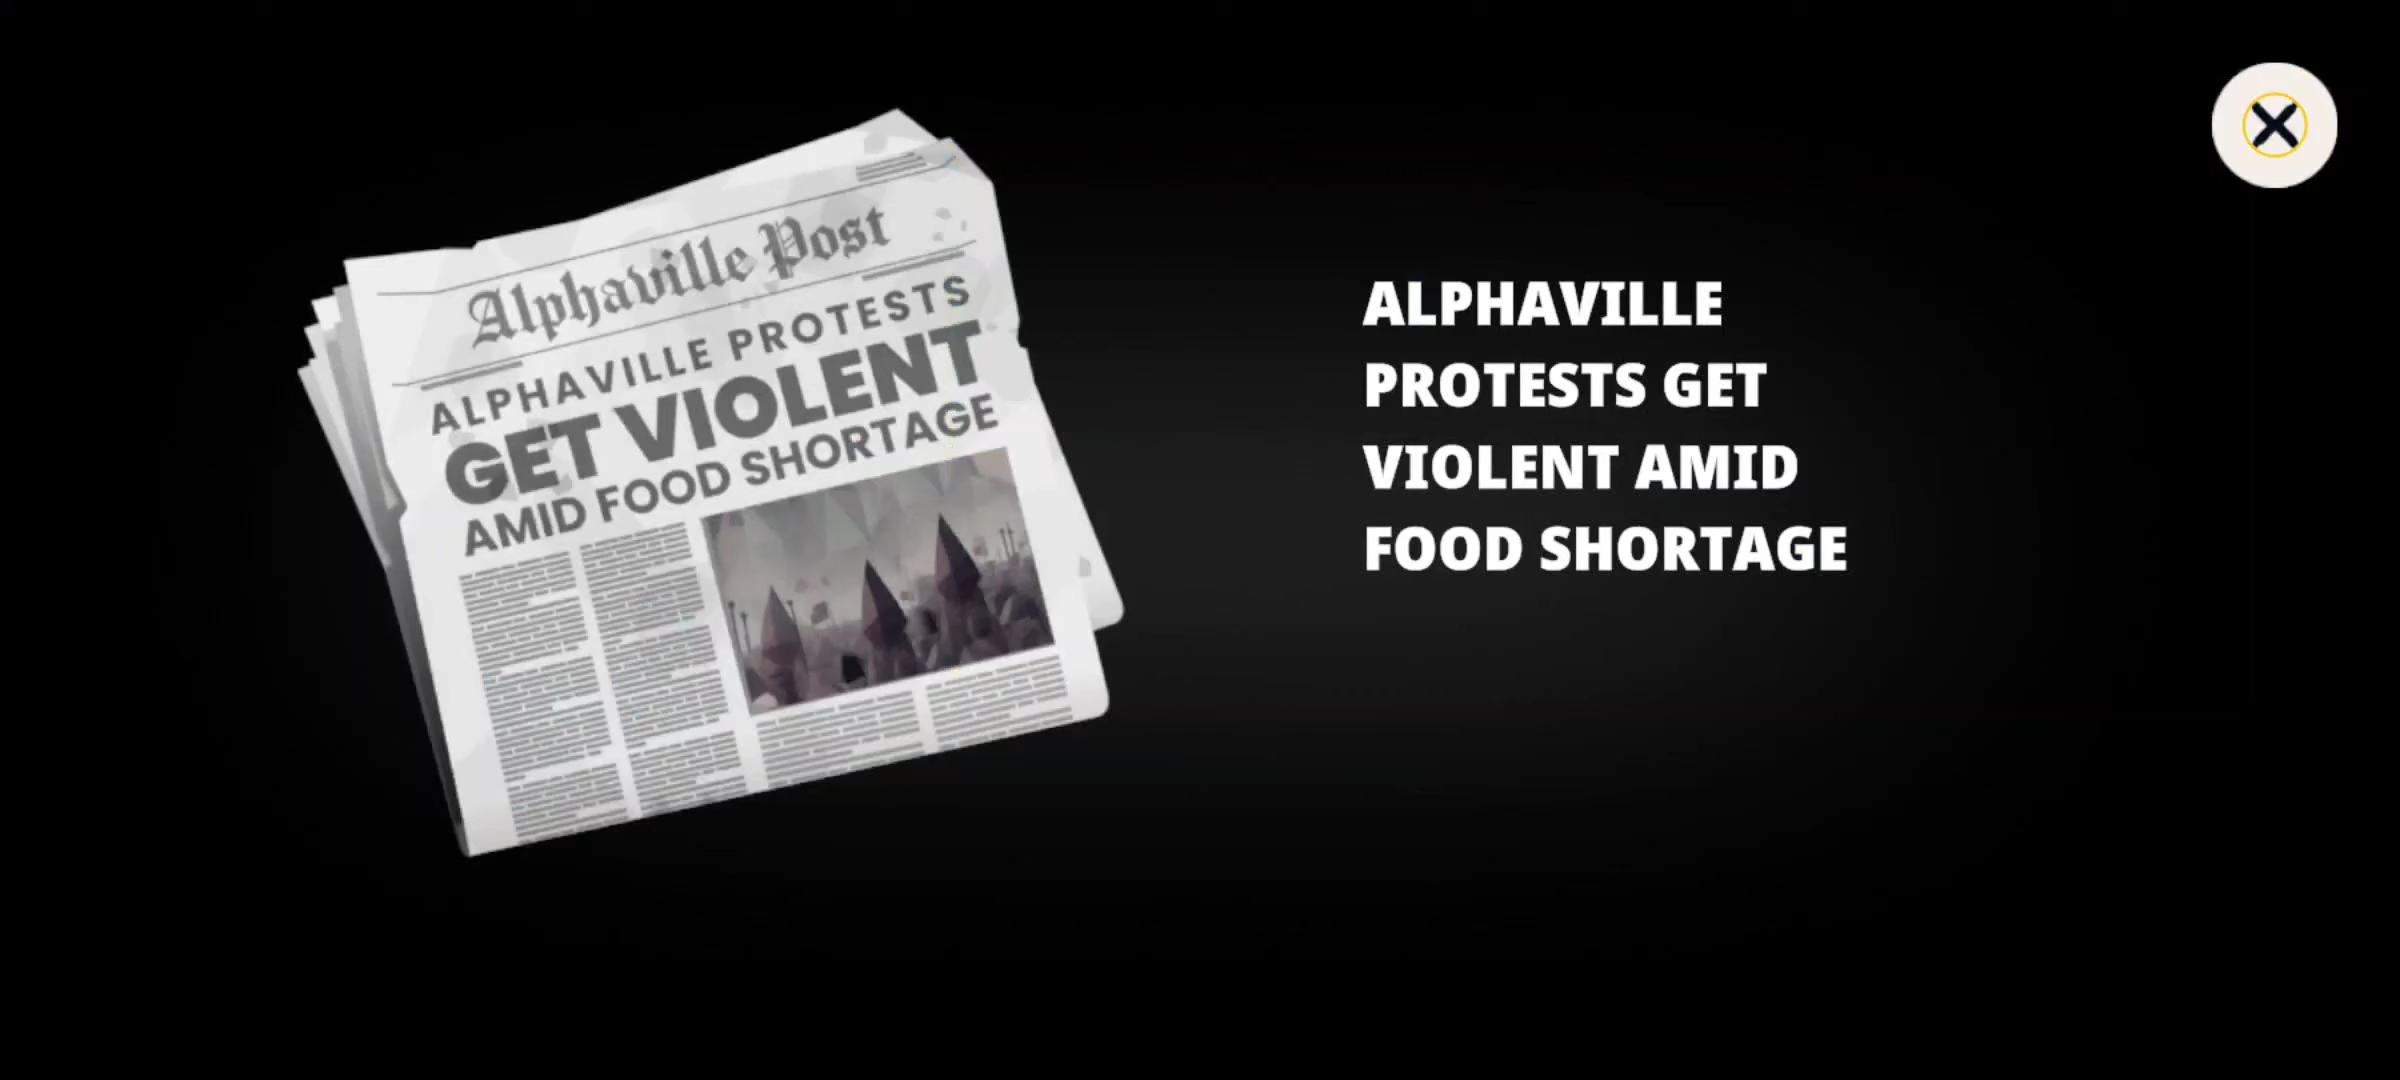 Alphaville Post
ALPHAVILLE PROTESTS
GET VIOLENT
AMID FOOD SHORTAGE
ALPHAVILLE
PROTESTS GET
VIOLENT AMID
FOOD SHORTAGE